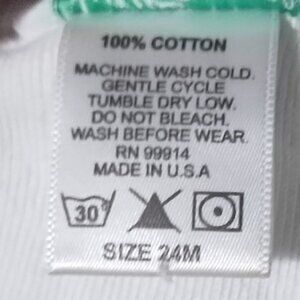 100% COTTON
MACHINE WASH COLD.
GENTLE CYCLE
TUMBLE DRY LOW.
DO NOT BLEACH.
WASH BEFORE WEAR.
RN 99914
MADE IN U.S.A
30°
SIZE 24M